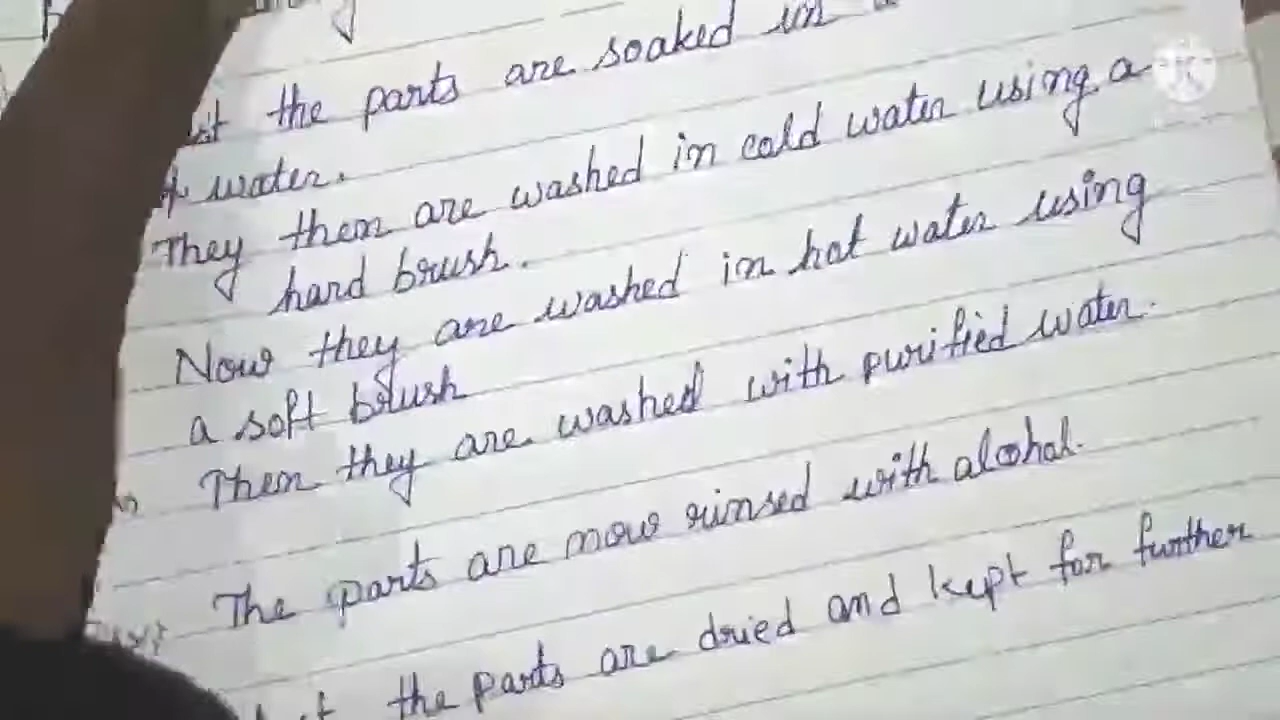 the parts are soaked in
water.
They then are washed in cold water using a
hard brush.
Now they are washed in hot water using
a soft brush
Then they are washed with purified water.
The parts are now rinsed with alcohal.
the parts are dried and kept for further